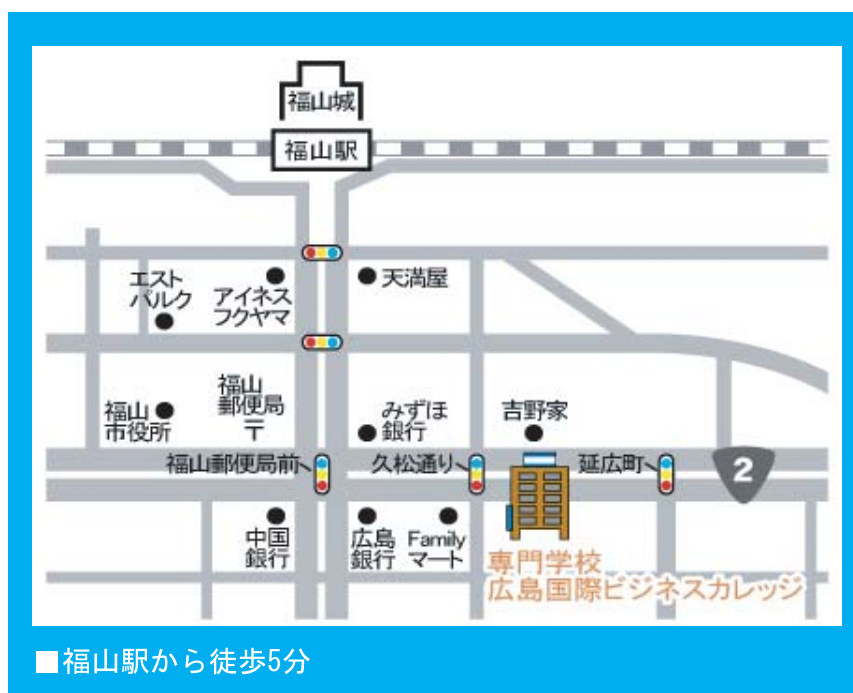 福山城
福山駅
エスト
パルク
アイネス
フクヤマ
天満屋
福山
市役所
福山
郵便局
〒
みずほ
銀行
吉野家
福山郵便局前
久松通り
延広町
2
中国
銀行
広島
銀行
Family
マート
専門学校
広島国際ビジネスカレッジ
■福山駅から徒歩5分